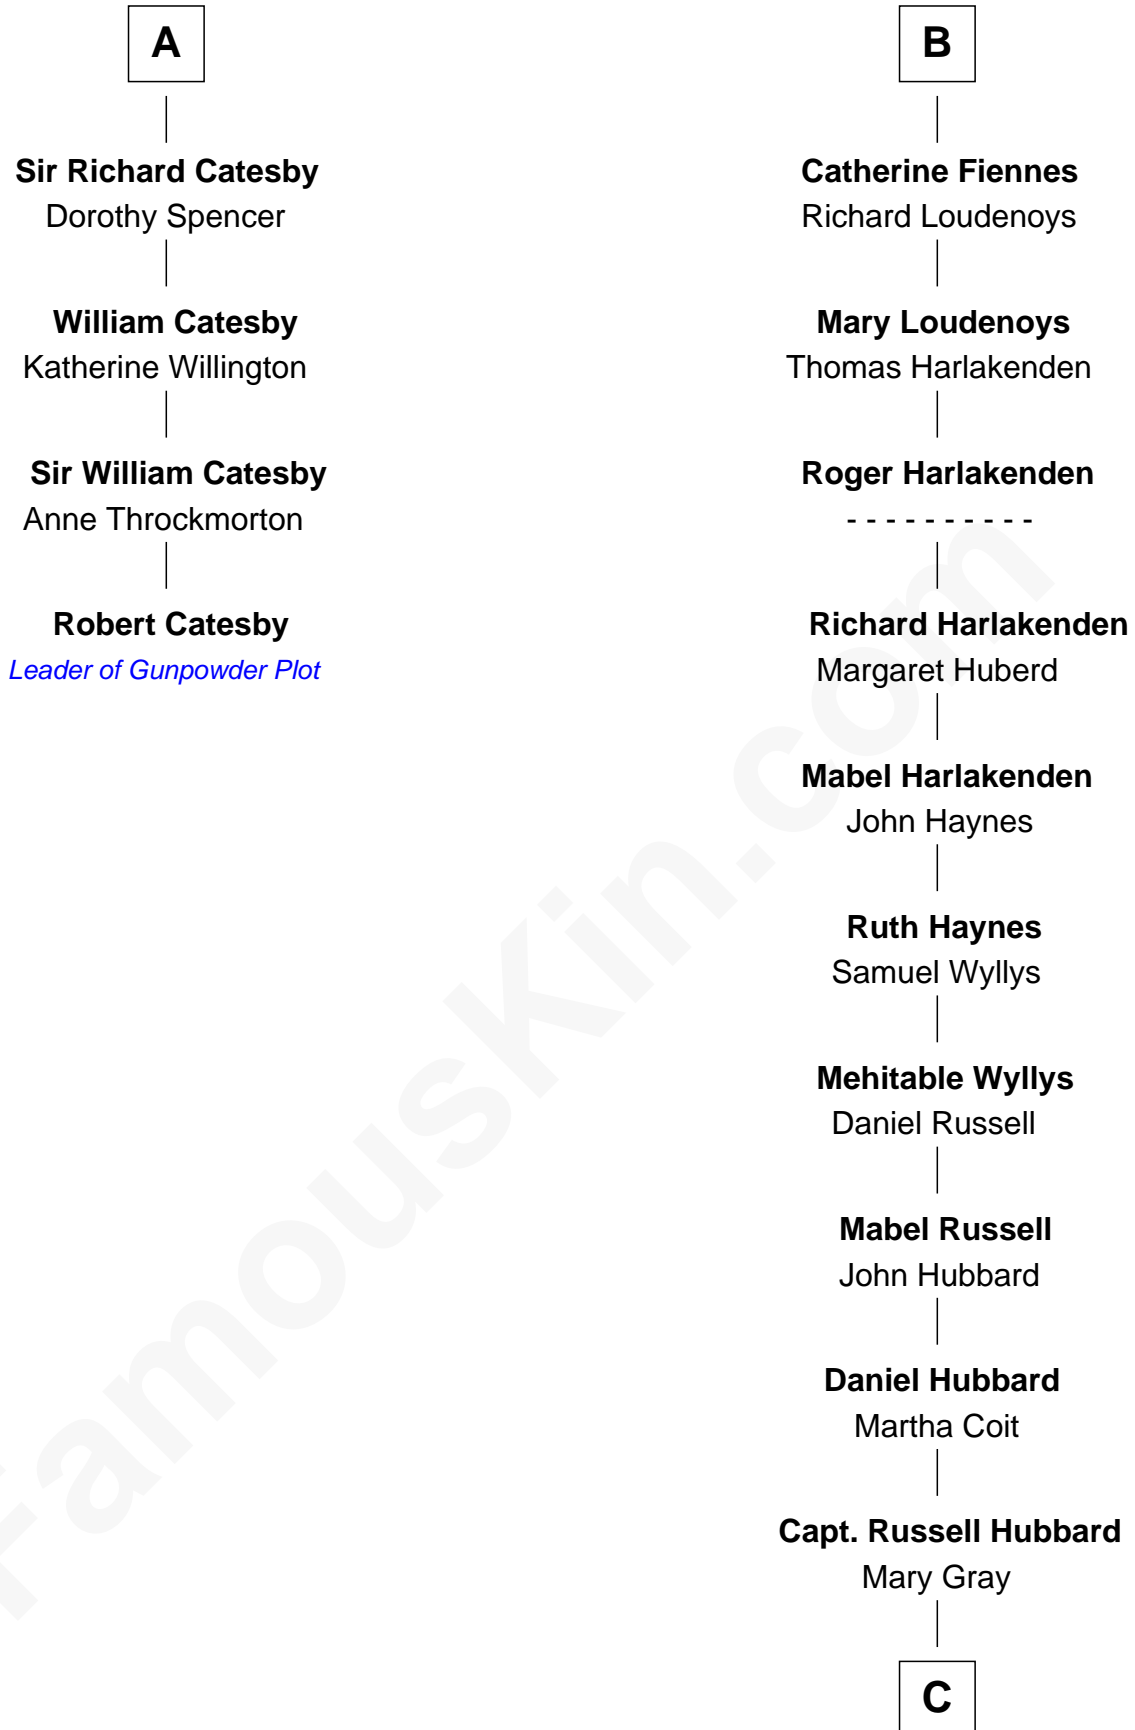 A
Sir Richard Catesby
Dorothy Spencer
William Catesby
Katherine Willington
Sir William Catesby
Anne Throckmorton
Robert Catesby
Leader of Gunpowder Plot
B
Catherine Fiennes
Richard Loudenoys
Mary Loudenoys
Thomas Harlakenden
Roger Harlakenden
- - - - - - - - - -
Richard Harlakenden
Margaret Huberd
Mabel Harlakenden
John Haynes
Ruth Haynes
Samuel Wyllys
Mehitable Wyllys
Daniel Russell
Mabel Russell
John Hubbard
Daniel Hubbard
Martha Coit
Capt. Russell Hubbard
Mary Gray
C
FamousKin.com